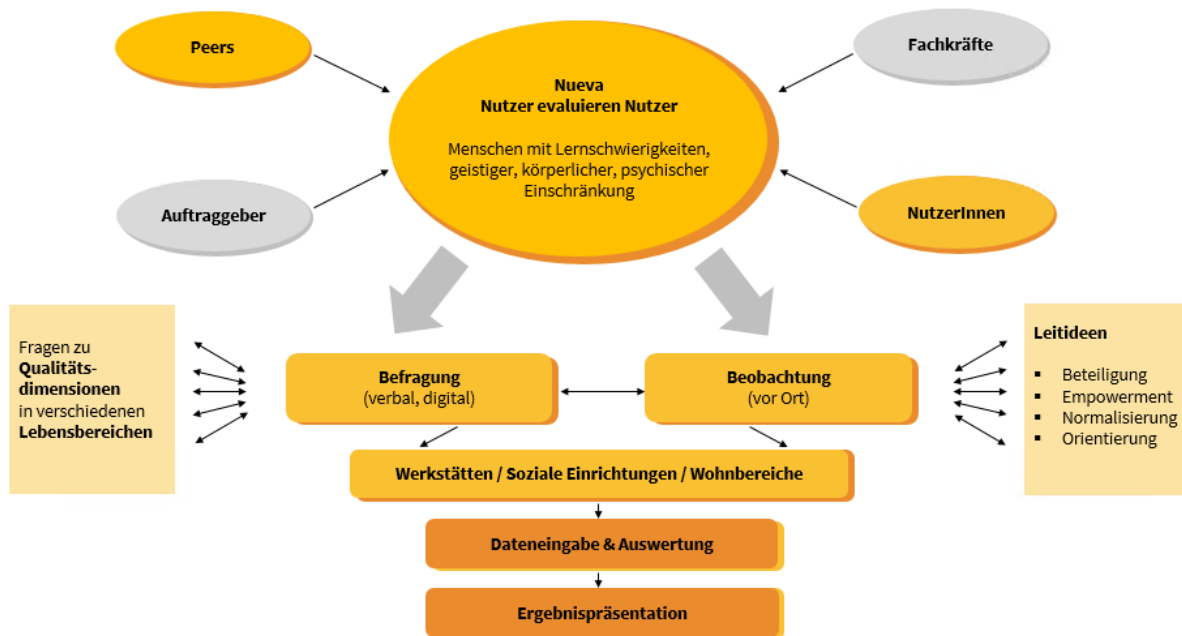 Peers
Fachkräfte
Nueva
Nutzer evaluieren Nutzer
Menschen mit Lernschwierigkeiten,
geistiger, körperlicher, psychischer
Einschränkung
Auftraggeber
NutzerInnen
Fragen zu
Qualitäts-
dimensionen
in verschiedenen
Lebensbereichen
Befragung
(verbal, digital)
Beobachtung
(vor Ort)
Leitideen
▪ Beteiligung
▪ Empowerment
▪ Normalisierung
▪ Orientierung
Werkstätten / Soziale Einrichtungen / Wohnbereiche
Dateneingabe & Auswertung
Ergebnispräsentation